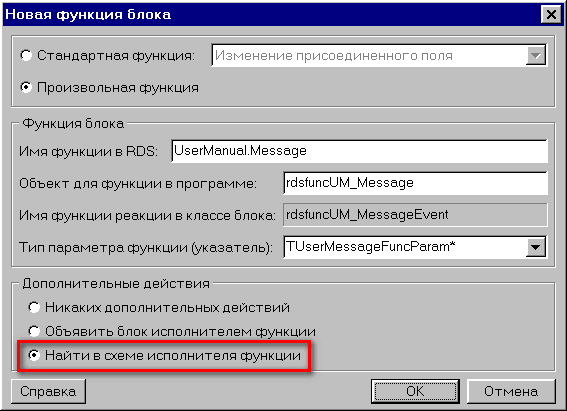 Новая функция блока
Стандартная функция: Изменение присоединенного поля
Произвольная функция
Функция блока
Имя функции в RDS: UserManual.Message
Объект для функции в программе: rdsfuncUM_Message
Имя функции реакции в классе блока: rdsfuncUM_MessageEvent
Тип параметра функции (указатель): TUserMessageFuncParam*
Дополнительные действия
Никаких дополнительных действий
Объявить блок исполнителем функции
Найти в схеме исполнителя функции
Справка OK Отмена